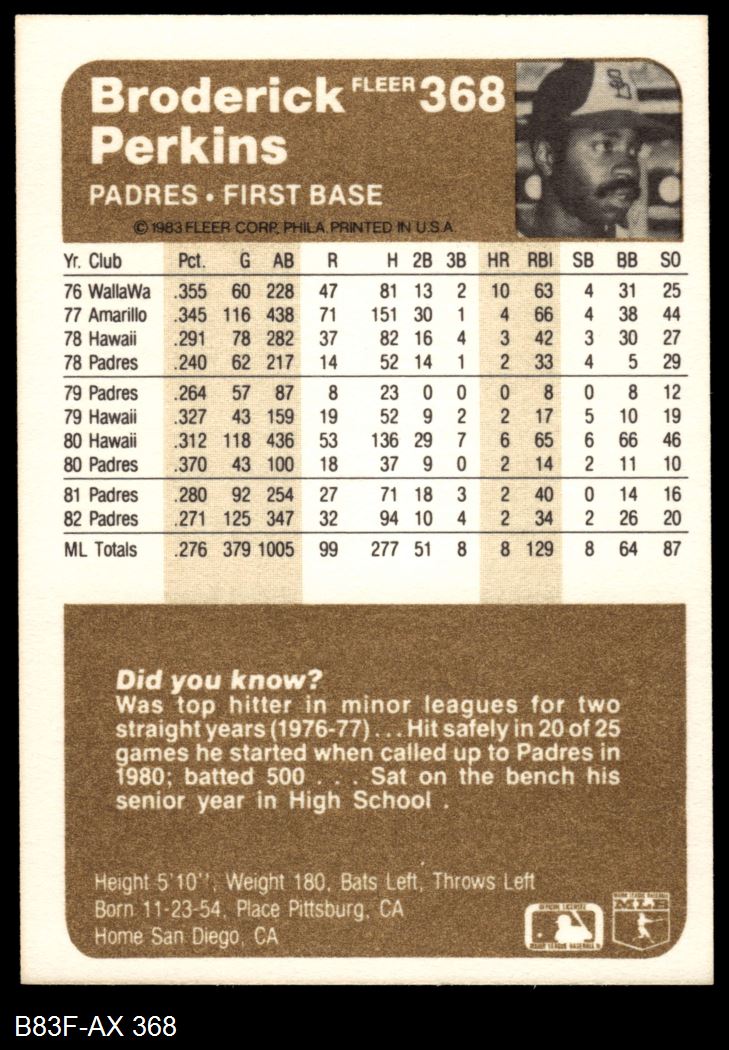 Broderick FLEER 368
Perkins
PADRES • FIRST BASE
© 1983 FLEER CORP. PHILA. PRINTED IN U.S.A.
Yr. Club Pct. G AB R H 2B 3B HR RBI SB BB SO
76 WallaWa .355 60 228 47 81 13 2 10 63 4 31 25
77 Amarillo .345 116 438 71 151 30 1 4 66 4 38 44
78 Hawaii .291 78 282 37 82 16 4 3 42 3 30 27
78 Padres .240 62 217 14 52 14 1 2 33 4 5 29
79 Padres .264 57 87 8 23 0 0 0 8 0 8 12
79 Hawaii .327 43 159 19 52 9 2 2 17 5 10 19
80 Hawaii .312 118 436 53 136 29 7 6 65 6 66 46
80 Padres .370 43 100 18 37 9 0 2 14 2 11 10
81 Padres .280 92 254 27 71 18 3 2 40 0 14 16
82 Padres .271 125 347 32 94 10 4 2 34 2 26 20
ML Totals .276 379 1005 99 277 51 8 8 129 8 64 87
Did you know?
Was top hitter in minor leagues for two
straight years (1976-77) . . . Hit safely in 20 of 25
games he started when called up to Padres in
1980; batted 500 . . . Sat on the bench his
senior year in High School .
Height 5'10'', Weight 180, Bats Left, Throws Left
Born 11-23-54, Place Pittsburg, CA
Home San Diego, CA
MAJOR LEAGUE BASEBALL
MLB
B83F-AX 368